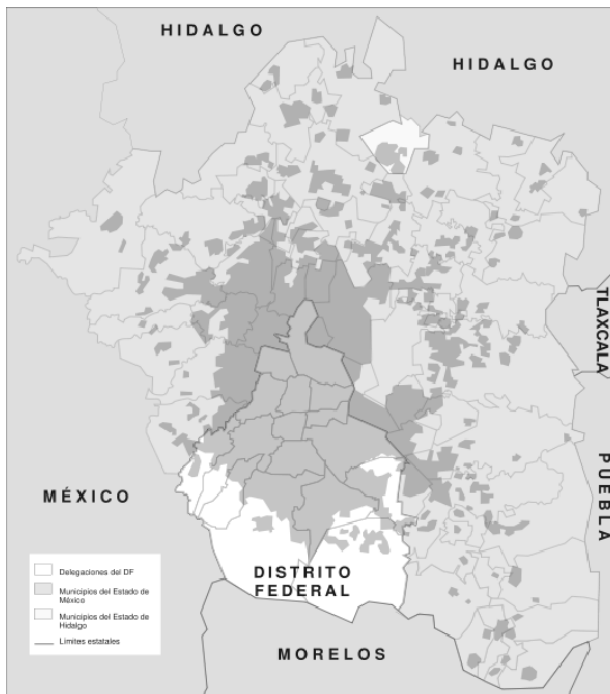 HIDALGO
HIDALGO
TLAXCALA
PUEBLA
MÉXICO
DISTRITO
FEDERAL
MORELOS
Delegaciones del DF
Municipios del Estado de
México
Municipios del Estado de
Hidalgo
Límites estatales